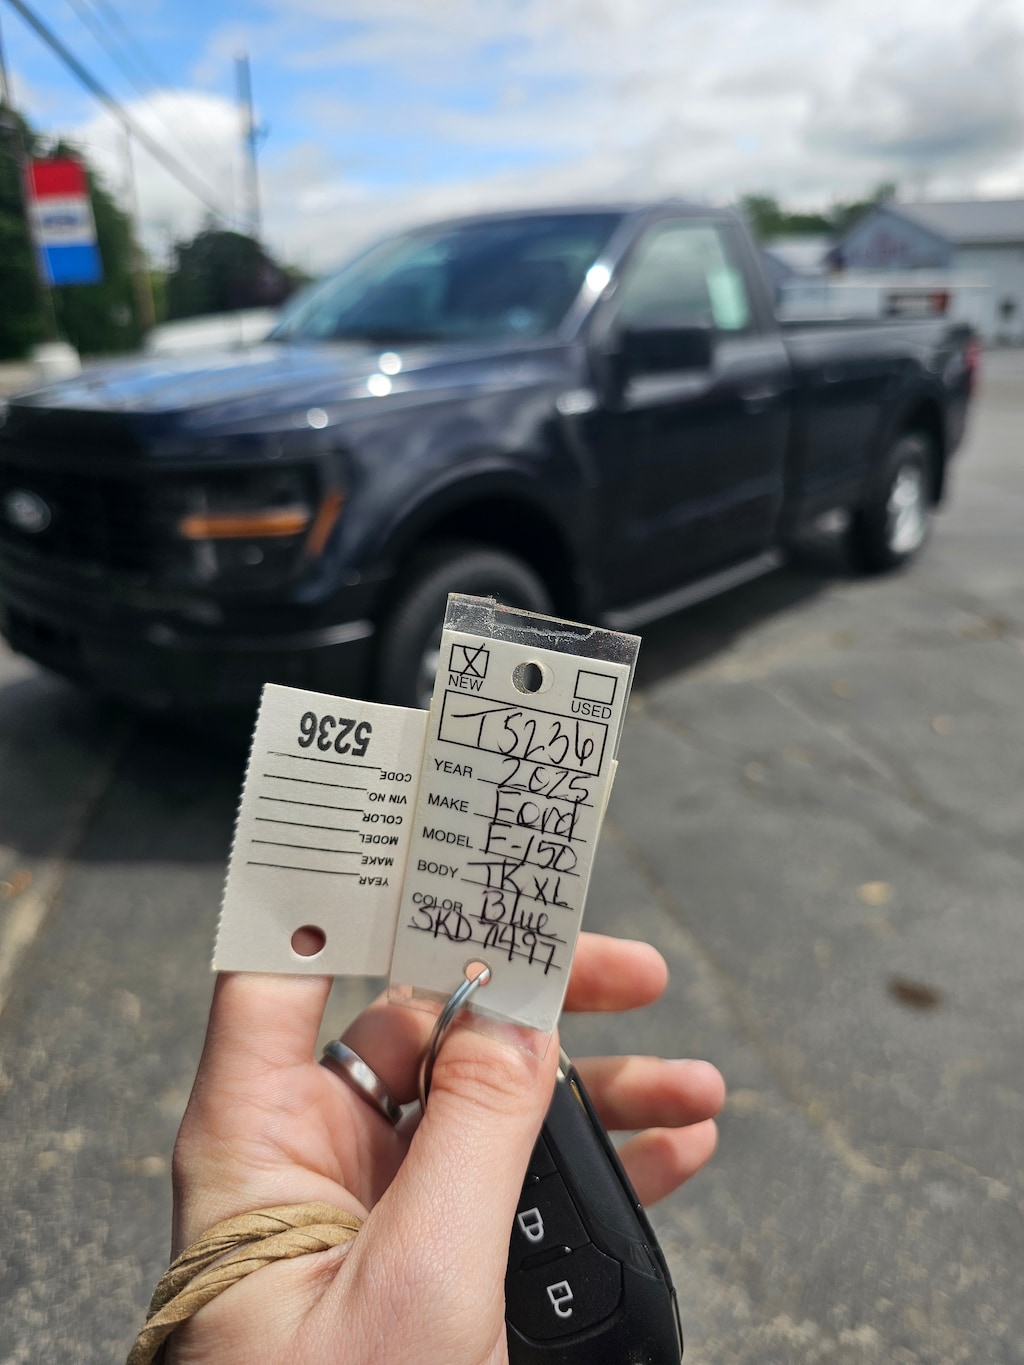 NEW
USED
T5236
YEAR 2025
MAKE Ford
MODEL F-150
BODY TK XL
COLOR Blue
SKD 71497
5236
CODE
VIN NO.
COLOR
MODEL
MAKE
YEAR